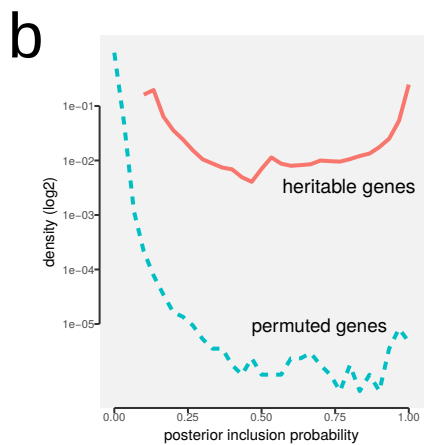 b
density (log2)
1e−01
1e−02
1e−03
1e−04
1e−05
heritable genes
permuted genes
0.00 0.25 0.50 0.75 1.00
posterior inclusion probability